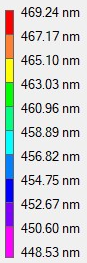 469.24 nm
467.17 nm
465.10 nm
463.03 nm
460.96 nm
458.89 nm
456.82 nm
454.75 nm
452.67 nm
450.60 nm
448.53 nm